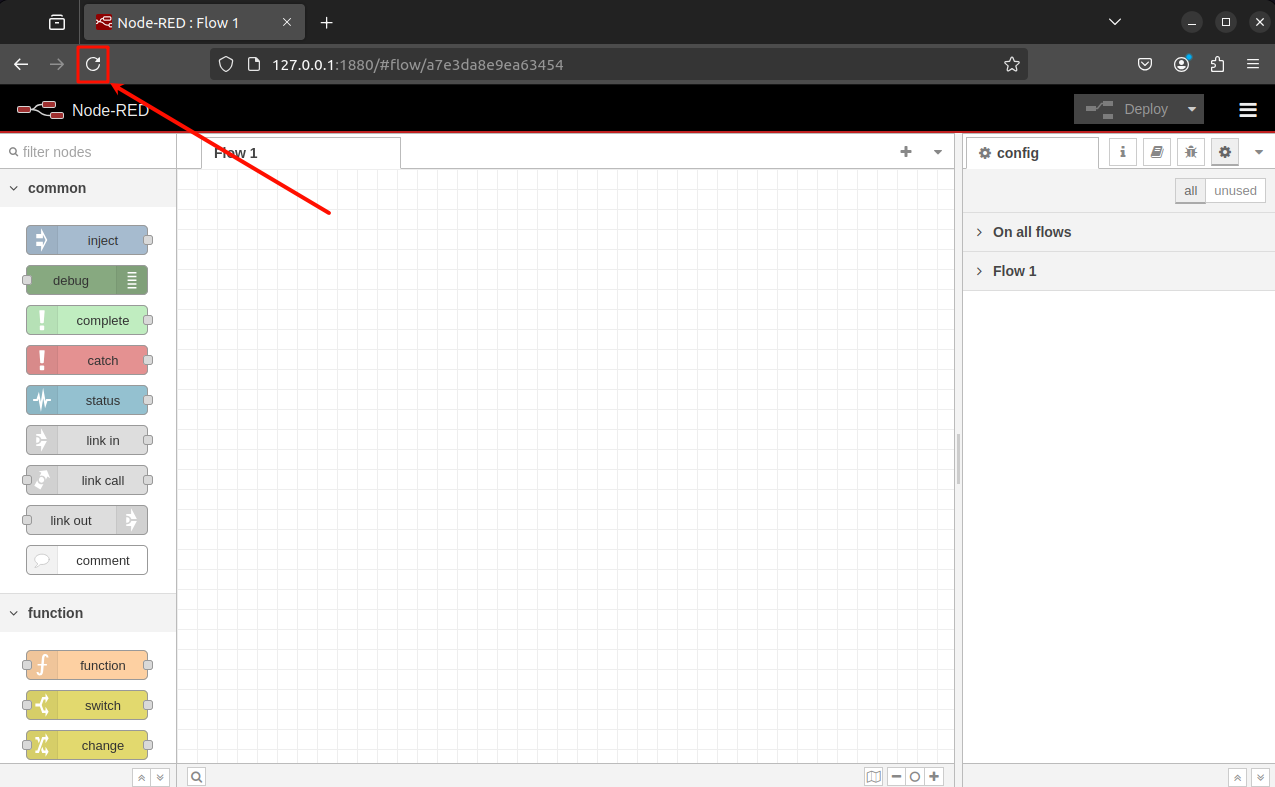 Node-RED : Flow 1
127.0.0.1:1880/#flow/a7e3da8e9ea63454
Node-RED
Deploy
filter nodes
Flow 1
config
all
unused
common
On all flows
Flow 1
inject
debug
complete
catch
status
link in
link call
link out
comment
function
function
switch
change